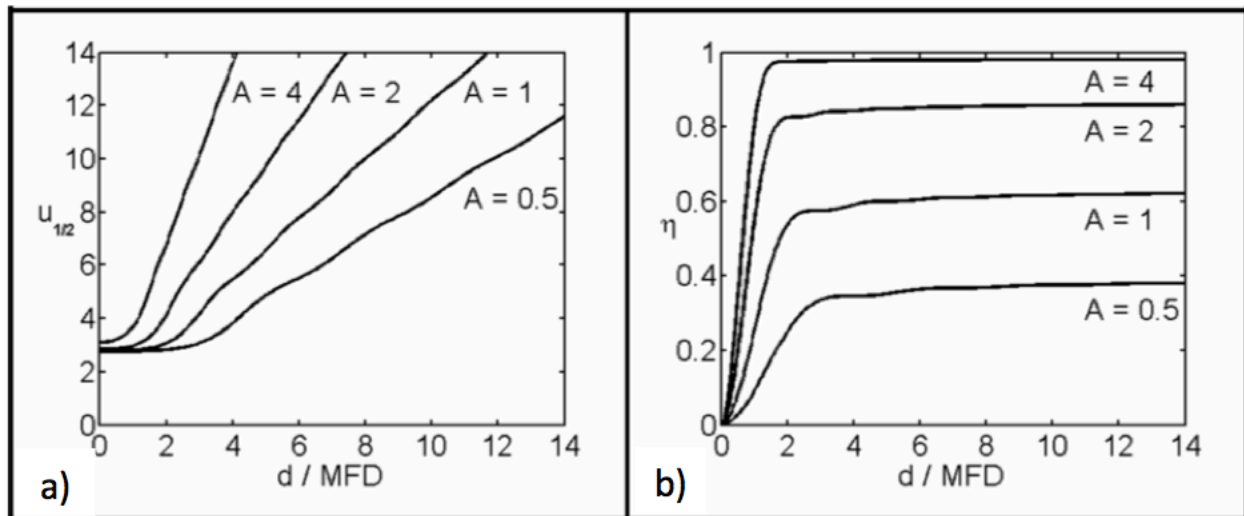 14
12
10
8
6
4
2
0
u1/2
A = 4
A = 2
A = 1
A = 0.5
0 2 4 6 8 10 12 14
d / MFD
a)
1
0.8
0.6
0.4
0.2
0
η
A = 4
A = 2
A = 1
A = 0.5
0 2 4 6 8 10 12 14
d / MFD
b)